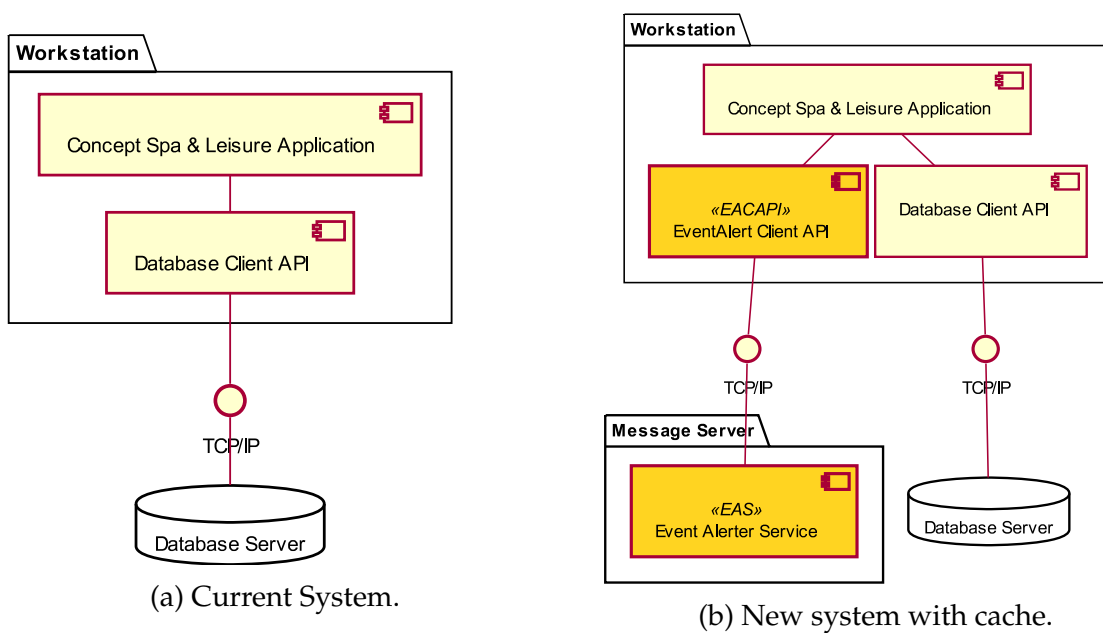 Workstation
Concept Spa & Leisure Application
Database Client API
TCP/IP
Database Server
(a) Current System.
Workstation
Concept Spa & Leisure Application
«EACAPI»
EventAlert Client API
Database Client API
TCP/IP
TCP/IP
Message Server
«EAS»
Event Alerter Service
Database Server
(b) New system with cache.